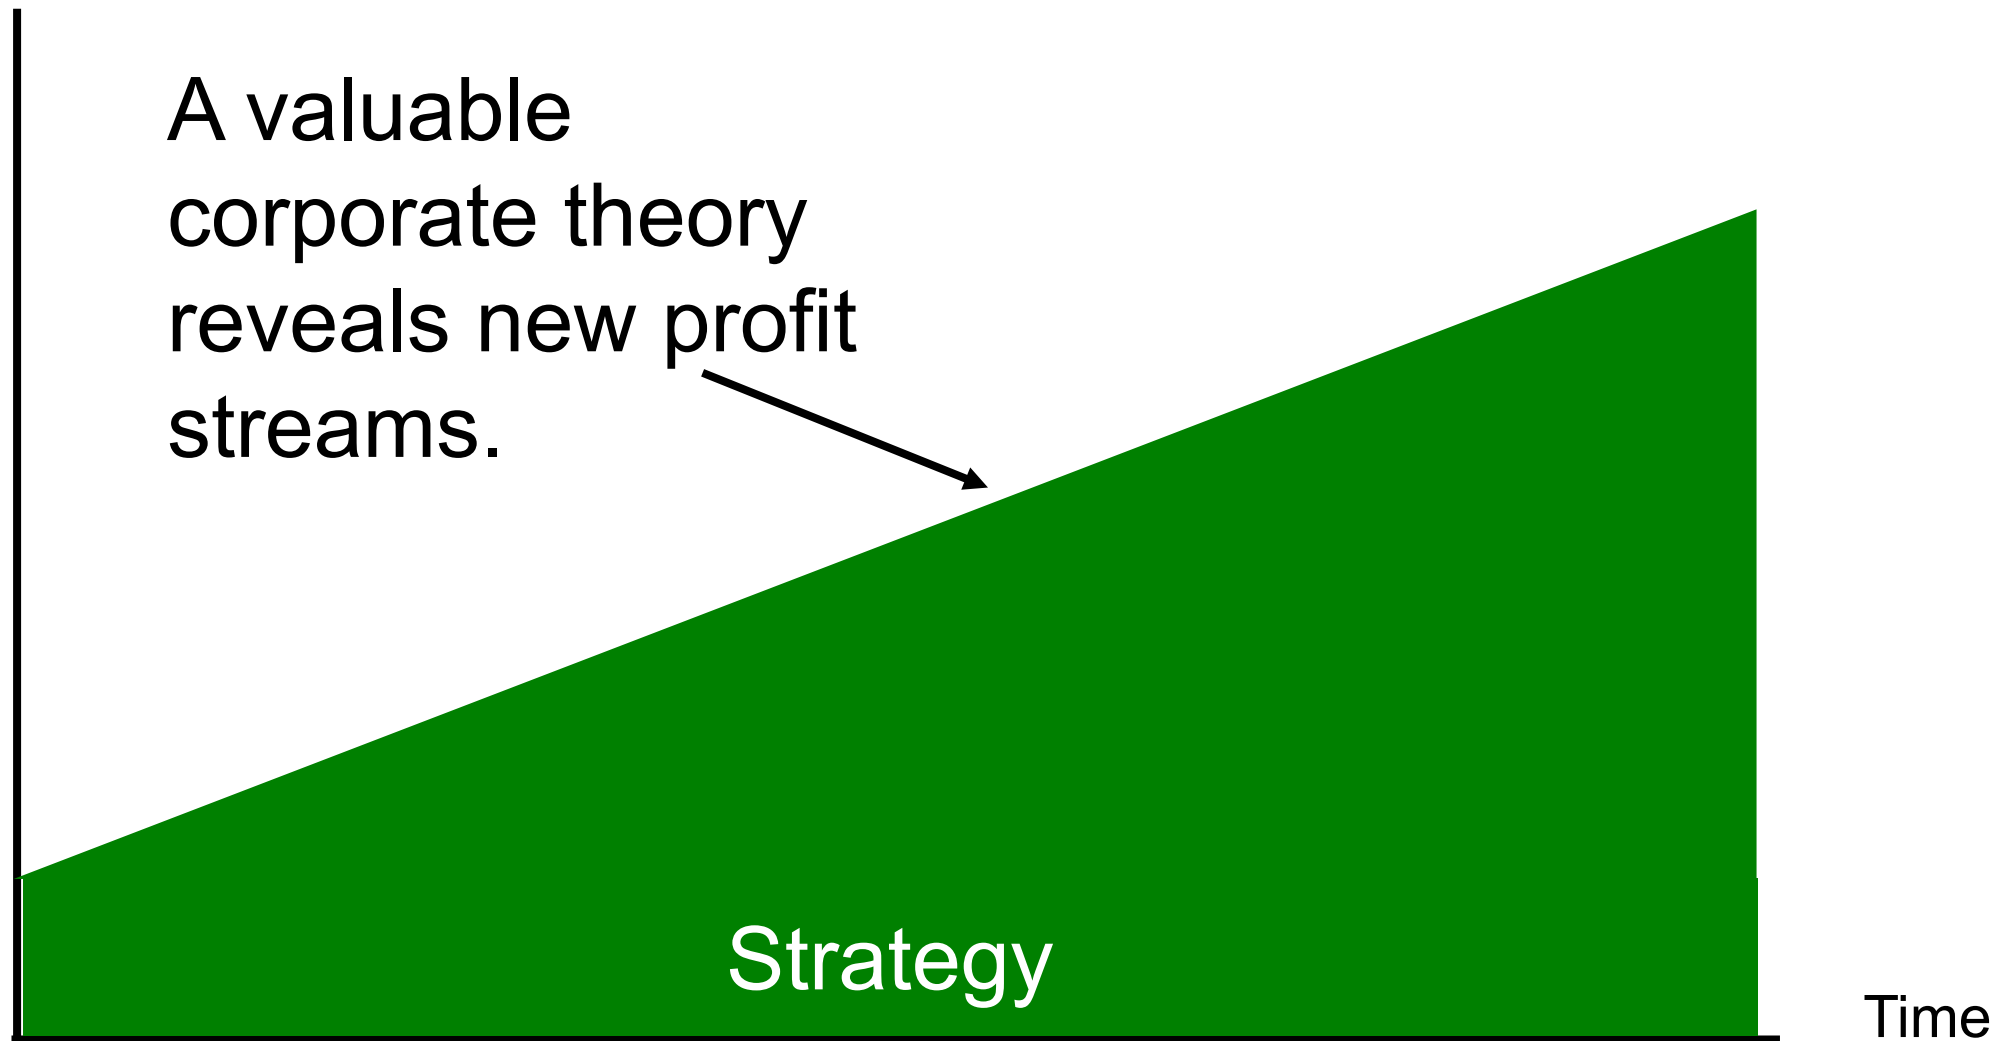 A valuable
corporate theory
reveals new profit
streams.
Strategy
Time